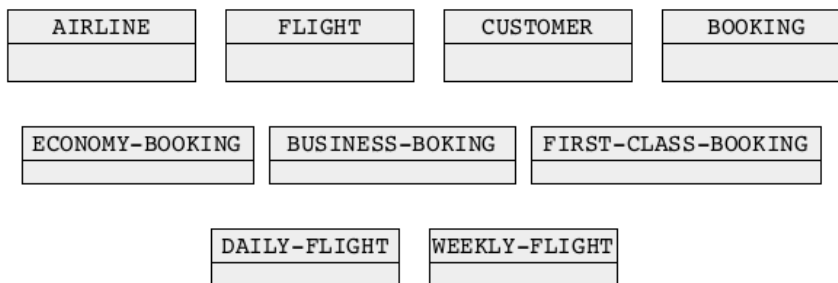 AIRLINE FLIGHT CUSTOMER BOOKING
ECONOMY-BOOKING BUSINESS-BOKING FIRST-CLASS-BOOKING
DAILY-FLIGHT WEEKLY-FLIGHT